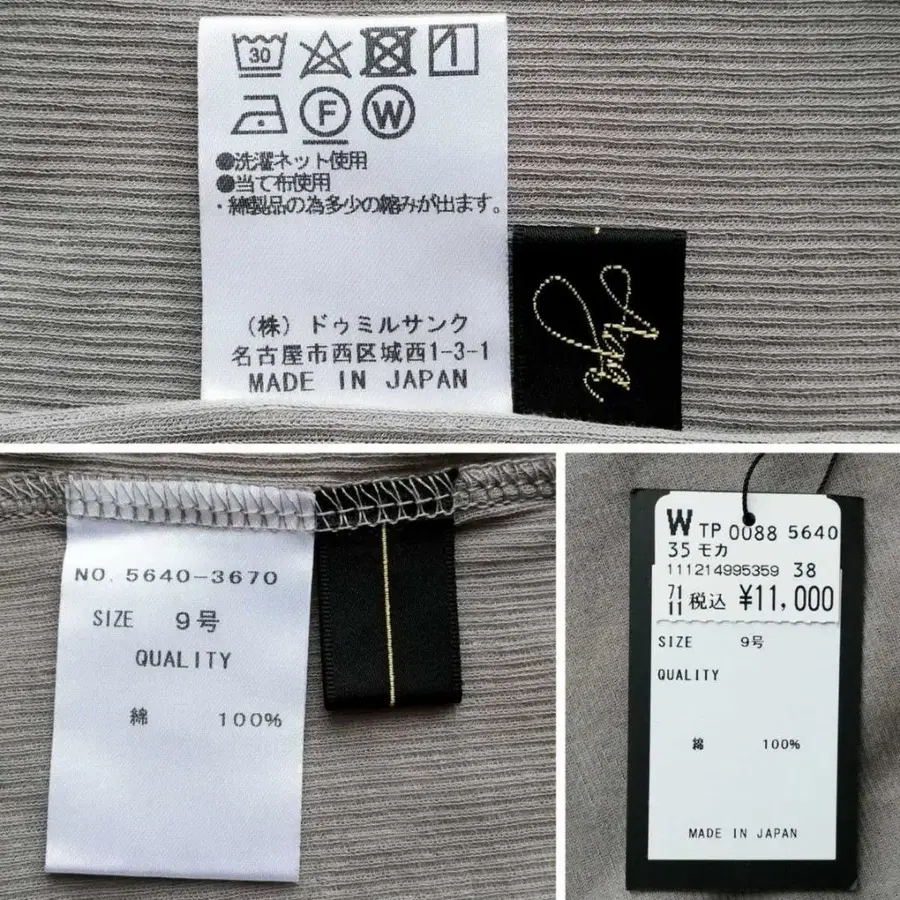 30
1
F
W
●洗濯ネット使用
●当て布使用
・綿製品の為多少の縮みが出ます。
(株) ドゥミルサンク
名古屋市西区城西1-3-1
MADE IN JAPAN
NO. 5640-3670
SIZE 9号
QUALITY
綿 100%
W TP 0088 5640
35 モカ
111214995359 38
71
11 税込 ¥11,000
SIZE 9号
QUALITY
綿 100%
MADE IN JAPAN